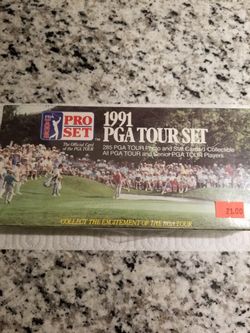 PRO
SET
The Official Card
of the PGA TOUR
1991
PGA TOUR SET
285 PGA TOUR Photo and Stat Cards Collectible
All PGA TOUR and Senior PGA TOUR Players
COLLECT THE EXCITEMENT OF THE PGA TOUR
21.00